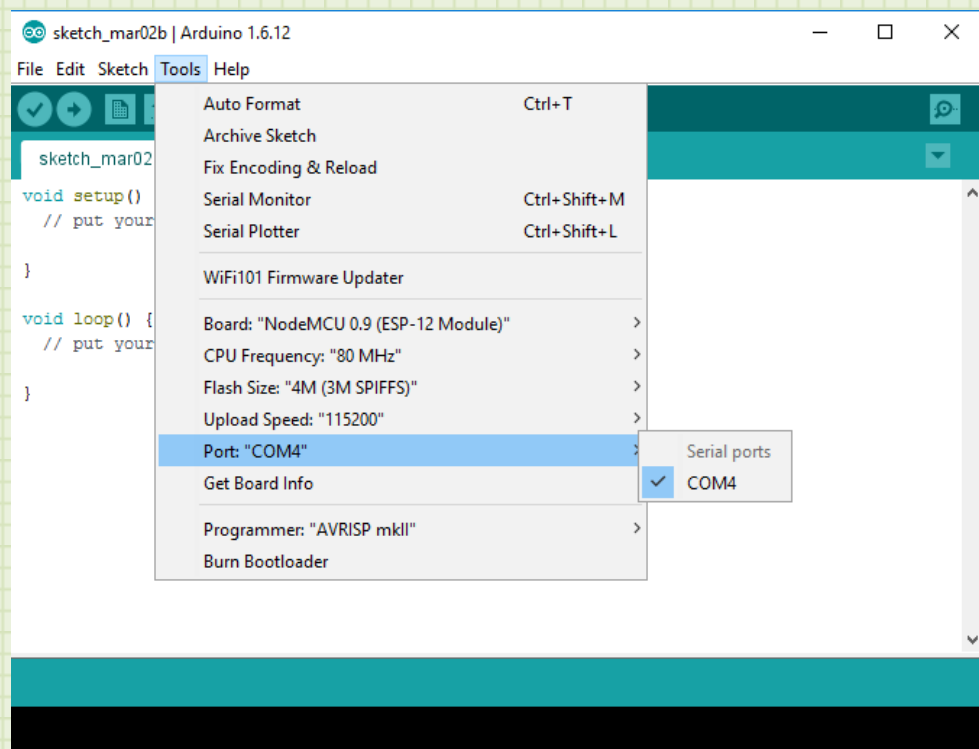 sketch_mar02b | Arduino 1.6.12
File Edit Sketch Tools Help
sketch_mar02
void setup()
// put your
}
void loop() {
// put your
}
Auto Format Ctrl+T
Archive Sketch
Fix Encoding & Reload
Serial Monitor Ctrl+Shift+M
Serial Plotter Ctrl+Shift+L
WiFi101 Firmware Updater
Board: "NodeMCU 0.9 (ESP-12 Module)"
CPU Frequency: "80 MHz"
Flash Size: "4M (3M SPIFFS)"
Upload Speed: "115200"
Port: "COM4"
Get Board Info
Programmer: "AVRISP mkII"
Burn Bootloader
Serial ports
COM4